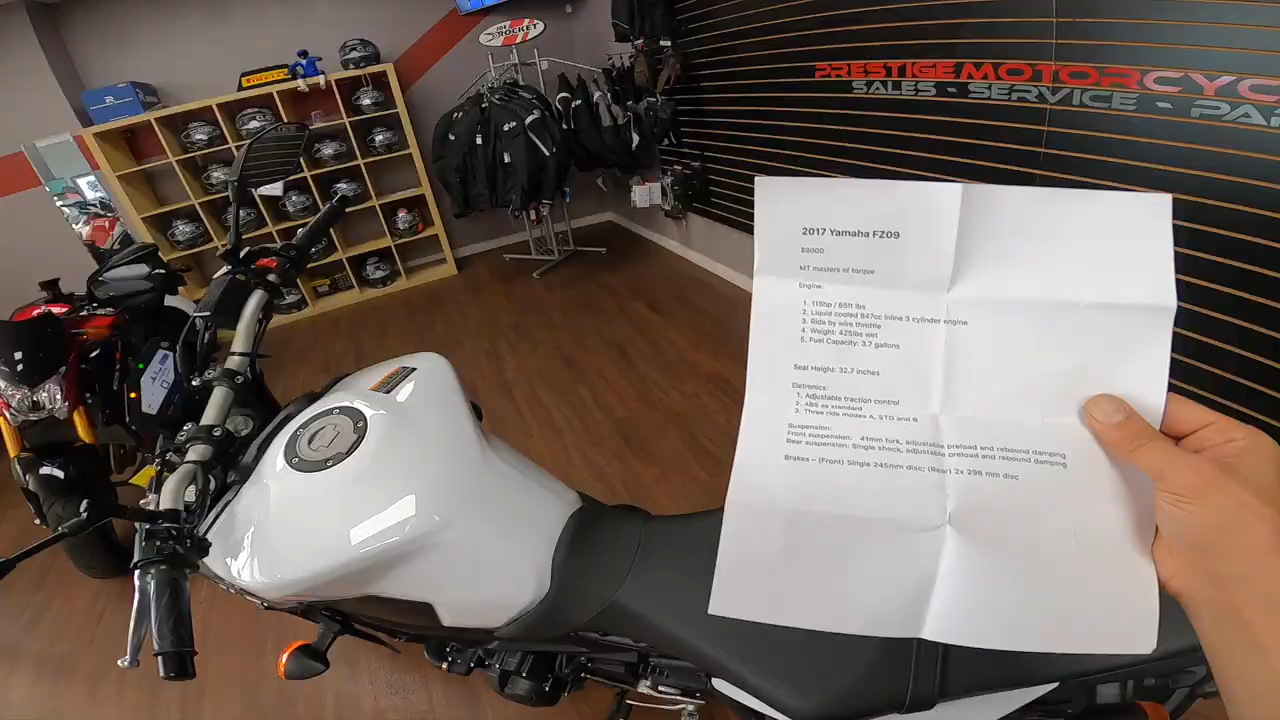 JOE ROCKET
PIRELLI
PRESTIGE MOTORCYC
SALES - SERVICE - PAR
2017 Yamaha FZ09
$9000
MT masters of torque
Engine:
1. 115hp / 65ft lbs
2. Liquid cooled 847cc inline 3 cylinder engine
3. Ride by wire throttle
4. Weight: 425lbs wet
5. Fuel Capacity: 3.7 gallons
Seat Height: 32.7 inches
Eletronics:
1. Adjustable traction control
2. ABS as standard
3. Three ride modes A, STD and B
Suspension:
Front suspension: 41mm fork, adjustable preload and rebound damping
Rear suspension: Single shock, adjustable preload and rebound damping
Brakes – (Front) Single 245mm disc; (Rear) 2x 298 mm disc